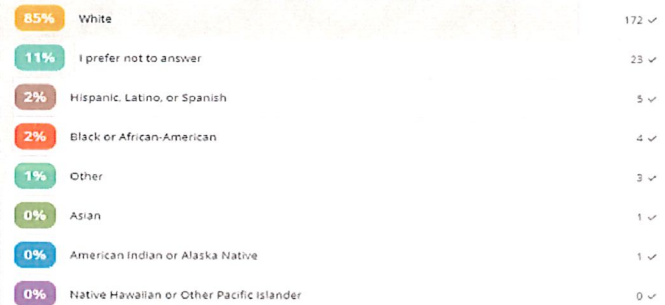 85% White 172 ✓
11% I prefer not to answer 23 ✓
2% Hispanic, Latino, or Spanish 5 ✓
2% Black or African-American 4 ✓
1% Other 3 ✓
0% Asian 1 ✓
0% American Indian or Alaska Native 1 ✓
0% Native Hawaiian or Other Pacific Islander 0 ✓